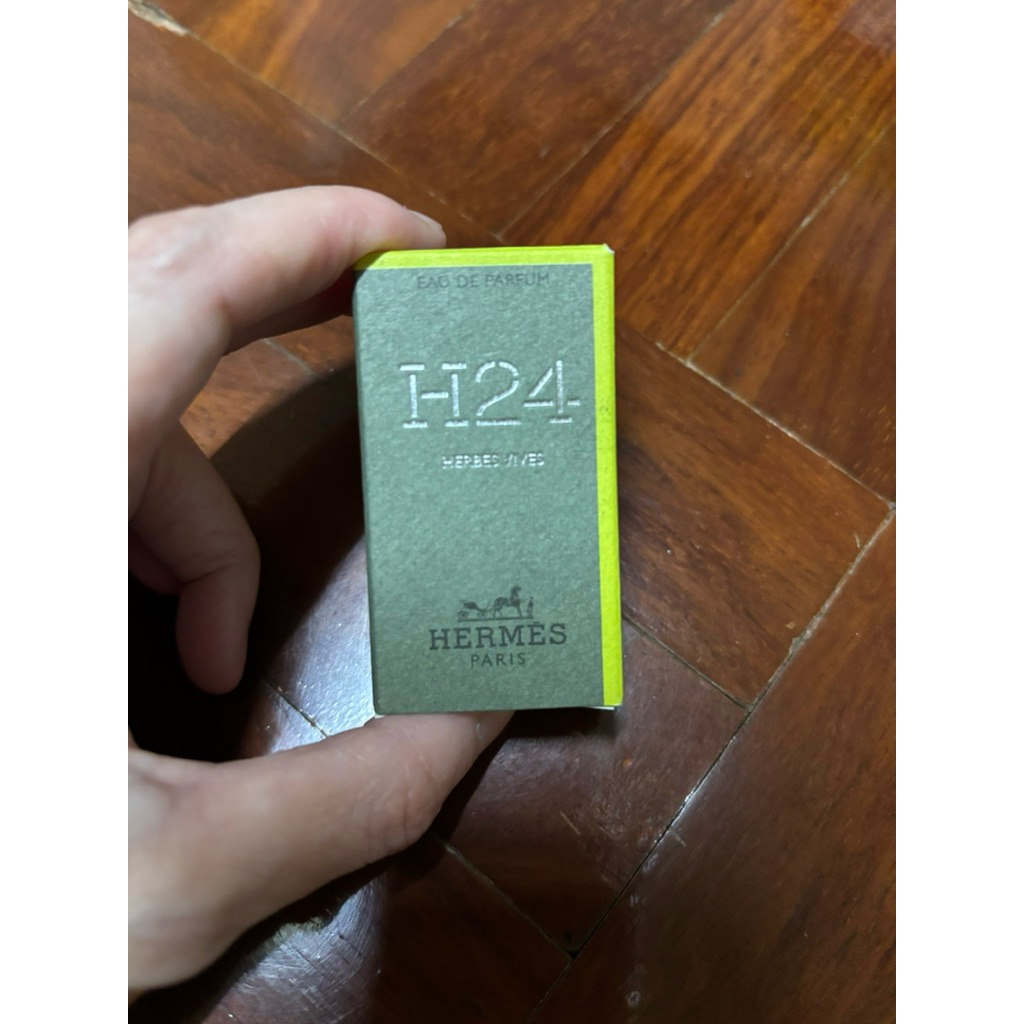 EAU DE PARFUM
H24
HERBES VIVES
HERMÈS
PARIS